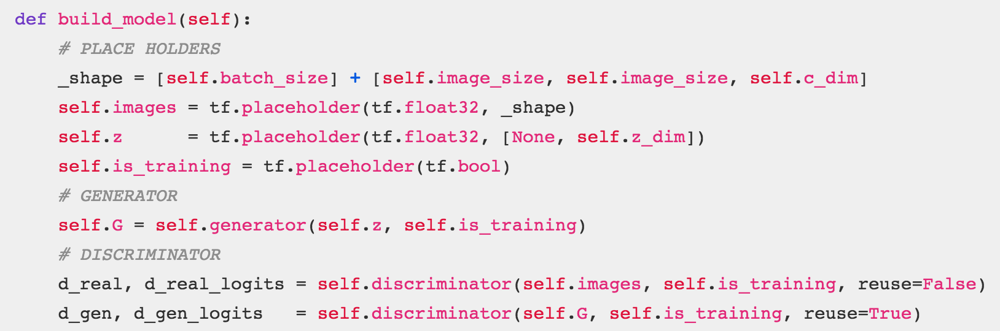 def build_model(self):
    # PLACE HOLDERS
    _shape = [self.batch_size] + [self.image_size, self.image_size, self.c_dim]
    self.images = tf.placeholder(tf.float32, _shape)
    self.z      = tf.placeholder(tf.float32, [None, self.z_dim])
    self.is_training = tf.placeholder(tf.bool)
    # GENERATOR
    self.G = self.generator(self.z, self.is_training)
    # DISCRIMINATOR
    d_real, d_real_logits = self.discriminator(self.images, self.is_training, reuse=False)
    d_gen, d_gen_logits   = self.discriminator(self.G, self.is_training, reuse=True)